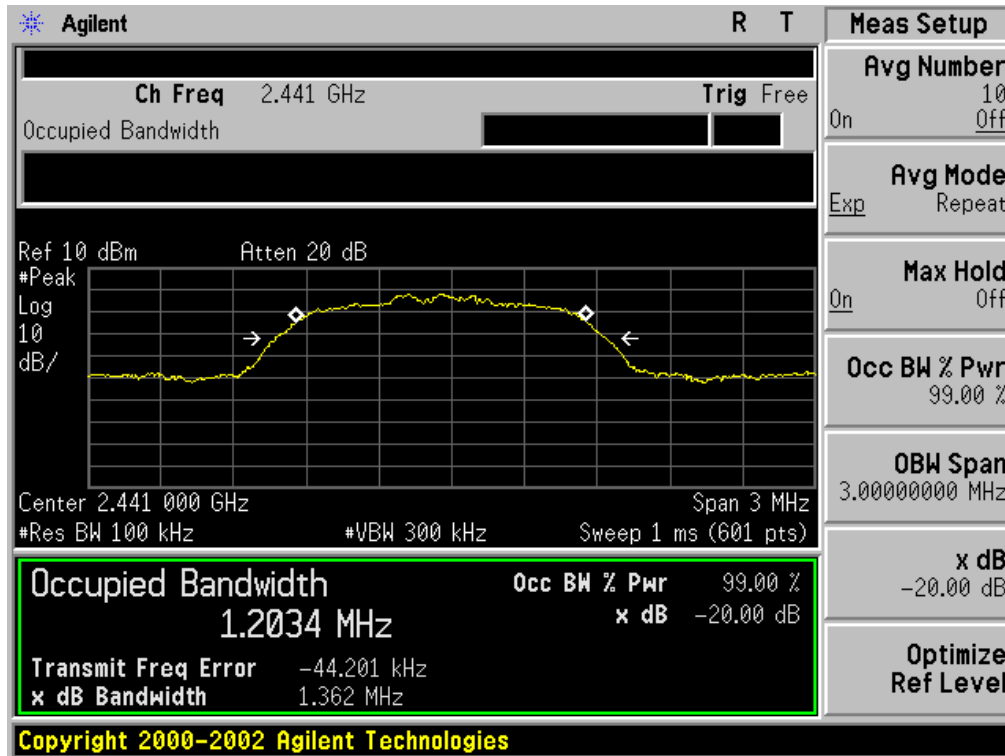 Agilent R T
Ch Freq 2.441 GHz Trig Free
Occupied Bandwidth
Ref 10 dBm Atten 20 dB
#Peak
Log
10
dB/
Center 2.441 000 GHz Span 3 MHz
#Res BW 100 kHz #VBW 300 kHz Sweep 1 ms (601 pts)
Occupied Bandwidth Occ BW % Pwr 99.00 %
1.2034 MHz x dB -20.00 dB
Transmit Freq Error -44.201 kHz
x dB Bandwidth 1.362 MHz
Meas Setup
Avg Number
10
On Off
Avg Mode
Exp Repeat
Max Hold
On Off
Occ BW % Pwr
99.00 %
OBW Span
3.00000000 MHz
x dB
-20.00 dB
Optimize
Ref Level
Copyright 2000-2002 Agilent Technologies